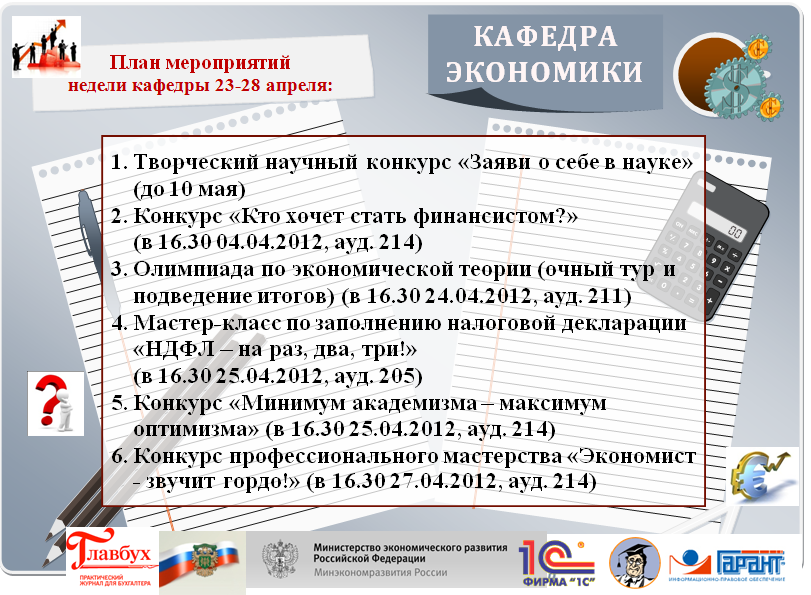 План мероприятий
недели кафедры 23-28 апреля:
КАФЕДРА
ЭКОНОМИКИ
1. Творческий научный конкурс «Заяви о себе в науке»
(до 10 мая)
2. Конкурс «Кто хочет стать финансистом?»
(в 16.30 04.04.2012, ауд. 214)
3. Олимпиада по экономической теории (очный тур и
подведение итогов) (в 16.30 24.04.2012, ауд. 211)
4. Мастер-класс по заполнению налоговой декларации
«НДФЛ – на раз, два, три!»
(в 16.30 25.04.2012, ауд. 205)
5. Конкурс «Минимум академизма – максимум
оптимизма» (в 16.30 25.04.2012, ауд. 214)
6. Конкурс профессионального мастерства «Экономист
- звучит гордо!» (в 16.30 27.04.2012, ауд. 214)
Главбух
ПРАКТИЧЕСКИЙ
ЖУРНАЛ ДЛЯ БУХГАЛТЕРА
Министерство экономического развития
Российской Федерации
Минэкономразвития России
1С
ФИРМА "1С"
ГАРАНТ
ИНФОРМАЦИОННО-ПРАВОВОЕ ОБЕСПЕЧЕНИЕ